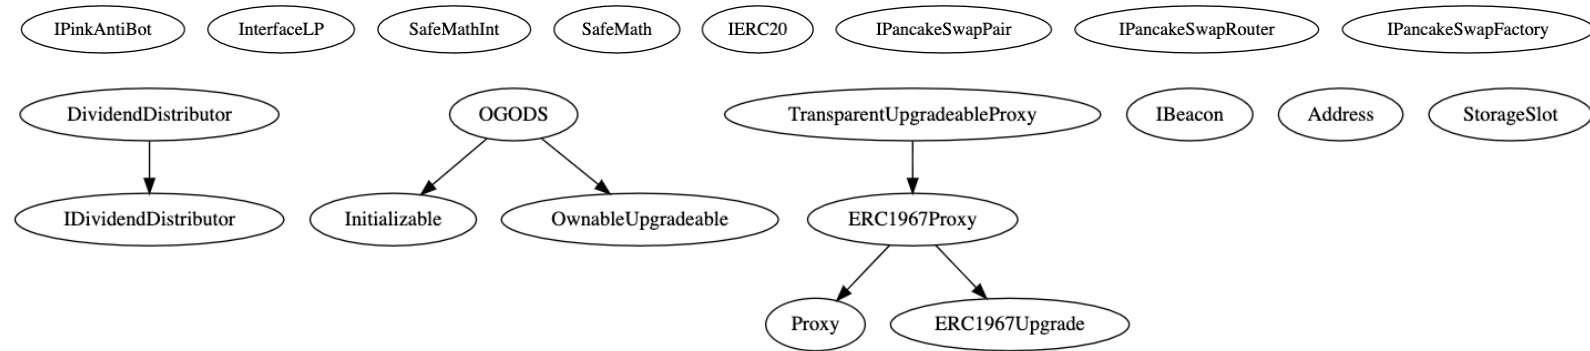 IPinkAntiBot InterfaceLP SafeMathInt SafeMath IERC20 IPancakeSwapPair IPancakeSwapRouter IPancakeSwapFactory
DividendDistributor OGODS TransparentUpgradeableProxy IBeacon Address StorageSlot
IDividendDistributor Initializable OwnableUpgradeable ERC1967Proxy
Proxy ERC1967Upgrade